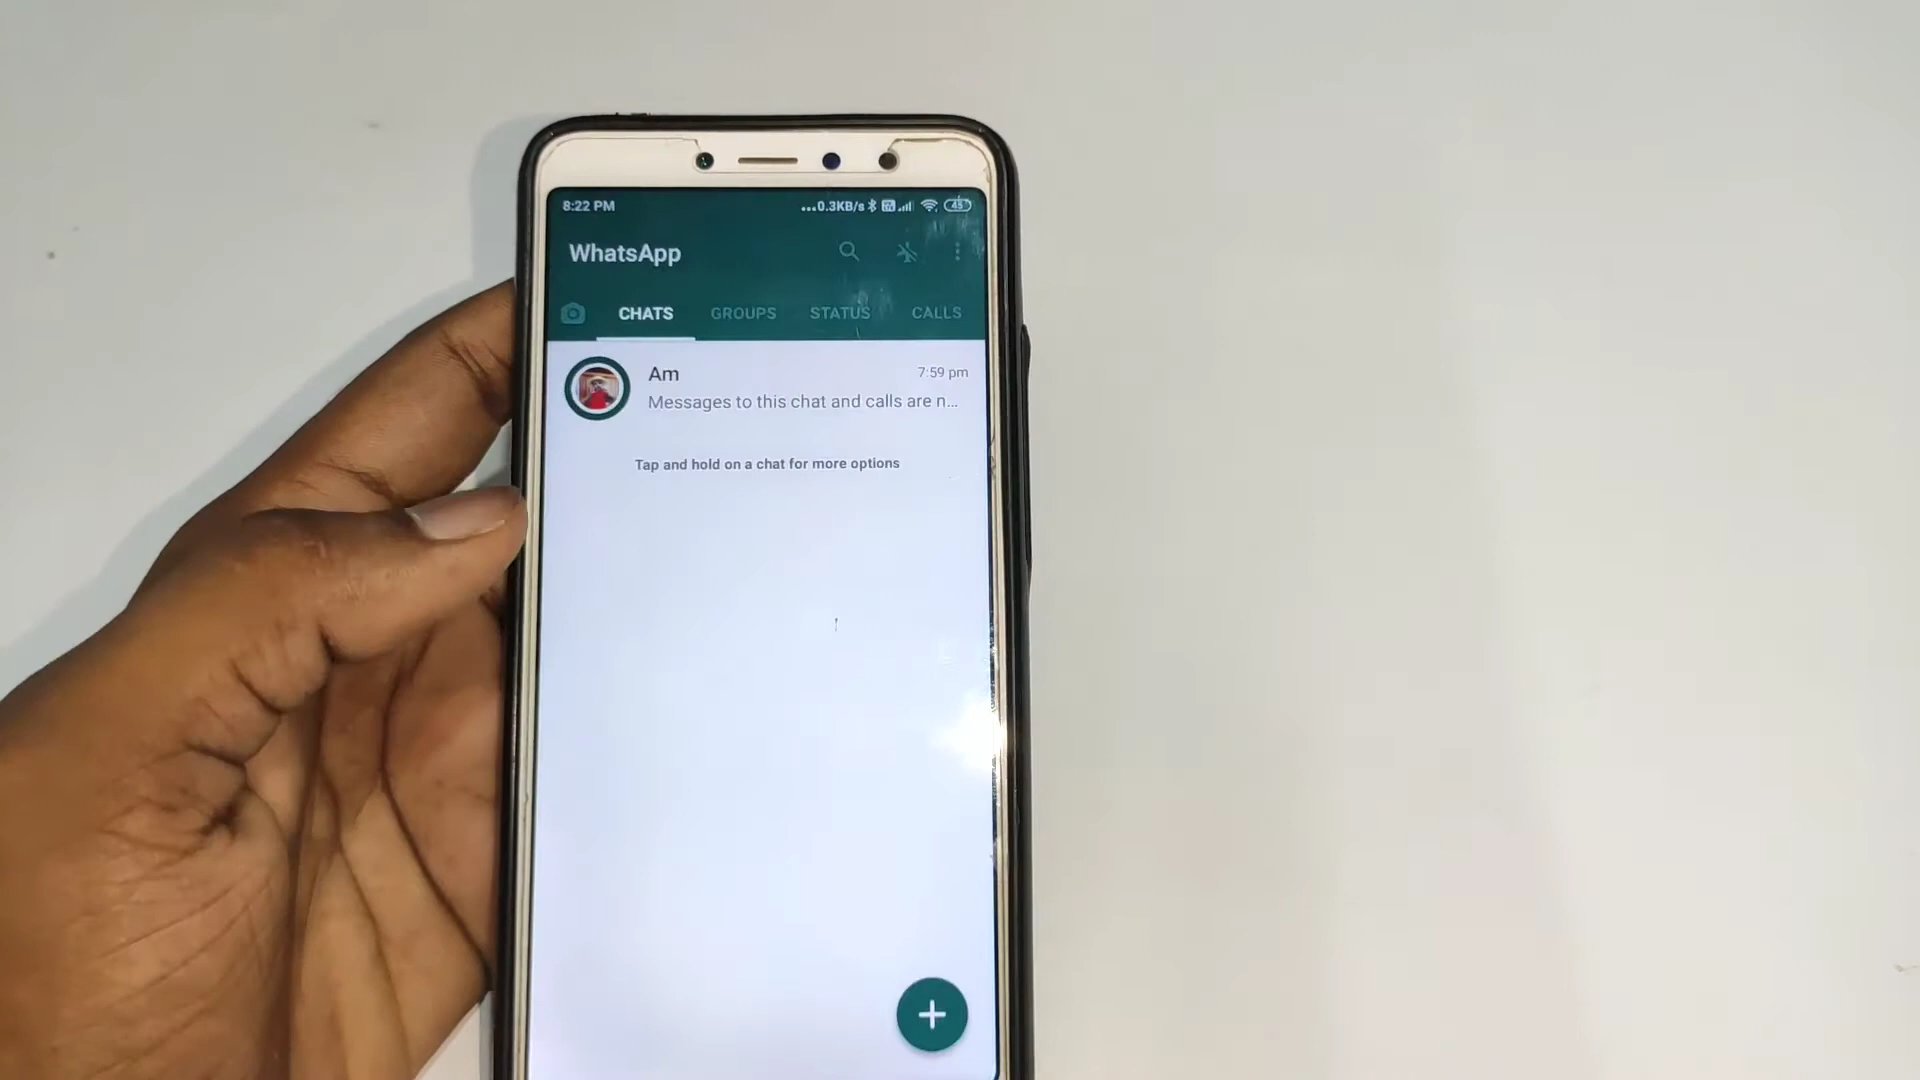 8:22 PM ...0.3KB/s 45
WhatsApp
CHATS GROUPS STATUS CALLS
Am 7:59 pm
Messages to this chat and calls are n...
Tap and hold on a chat for more options